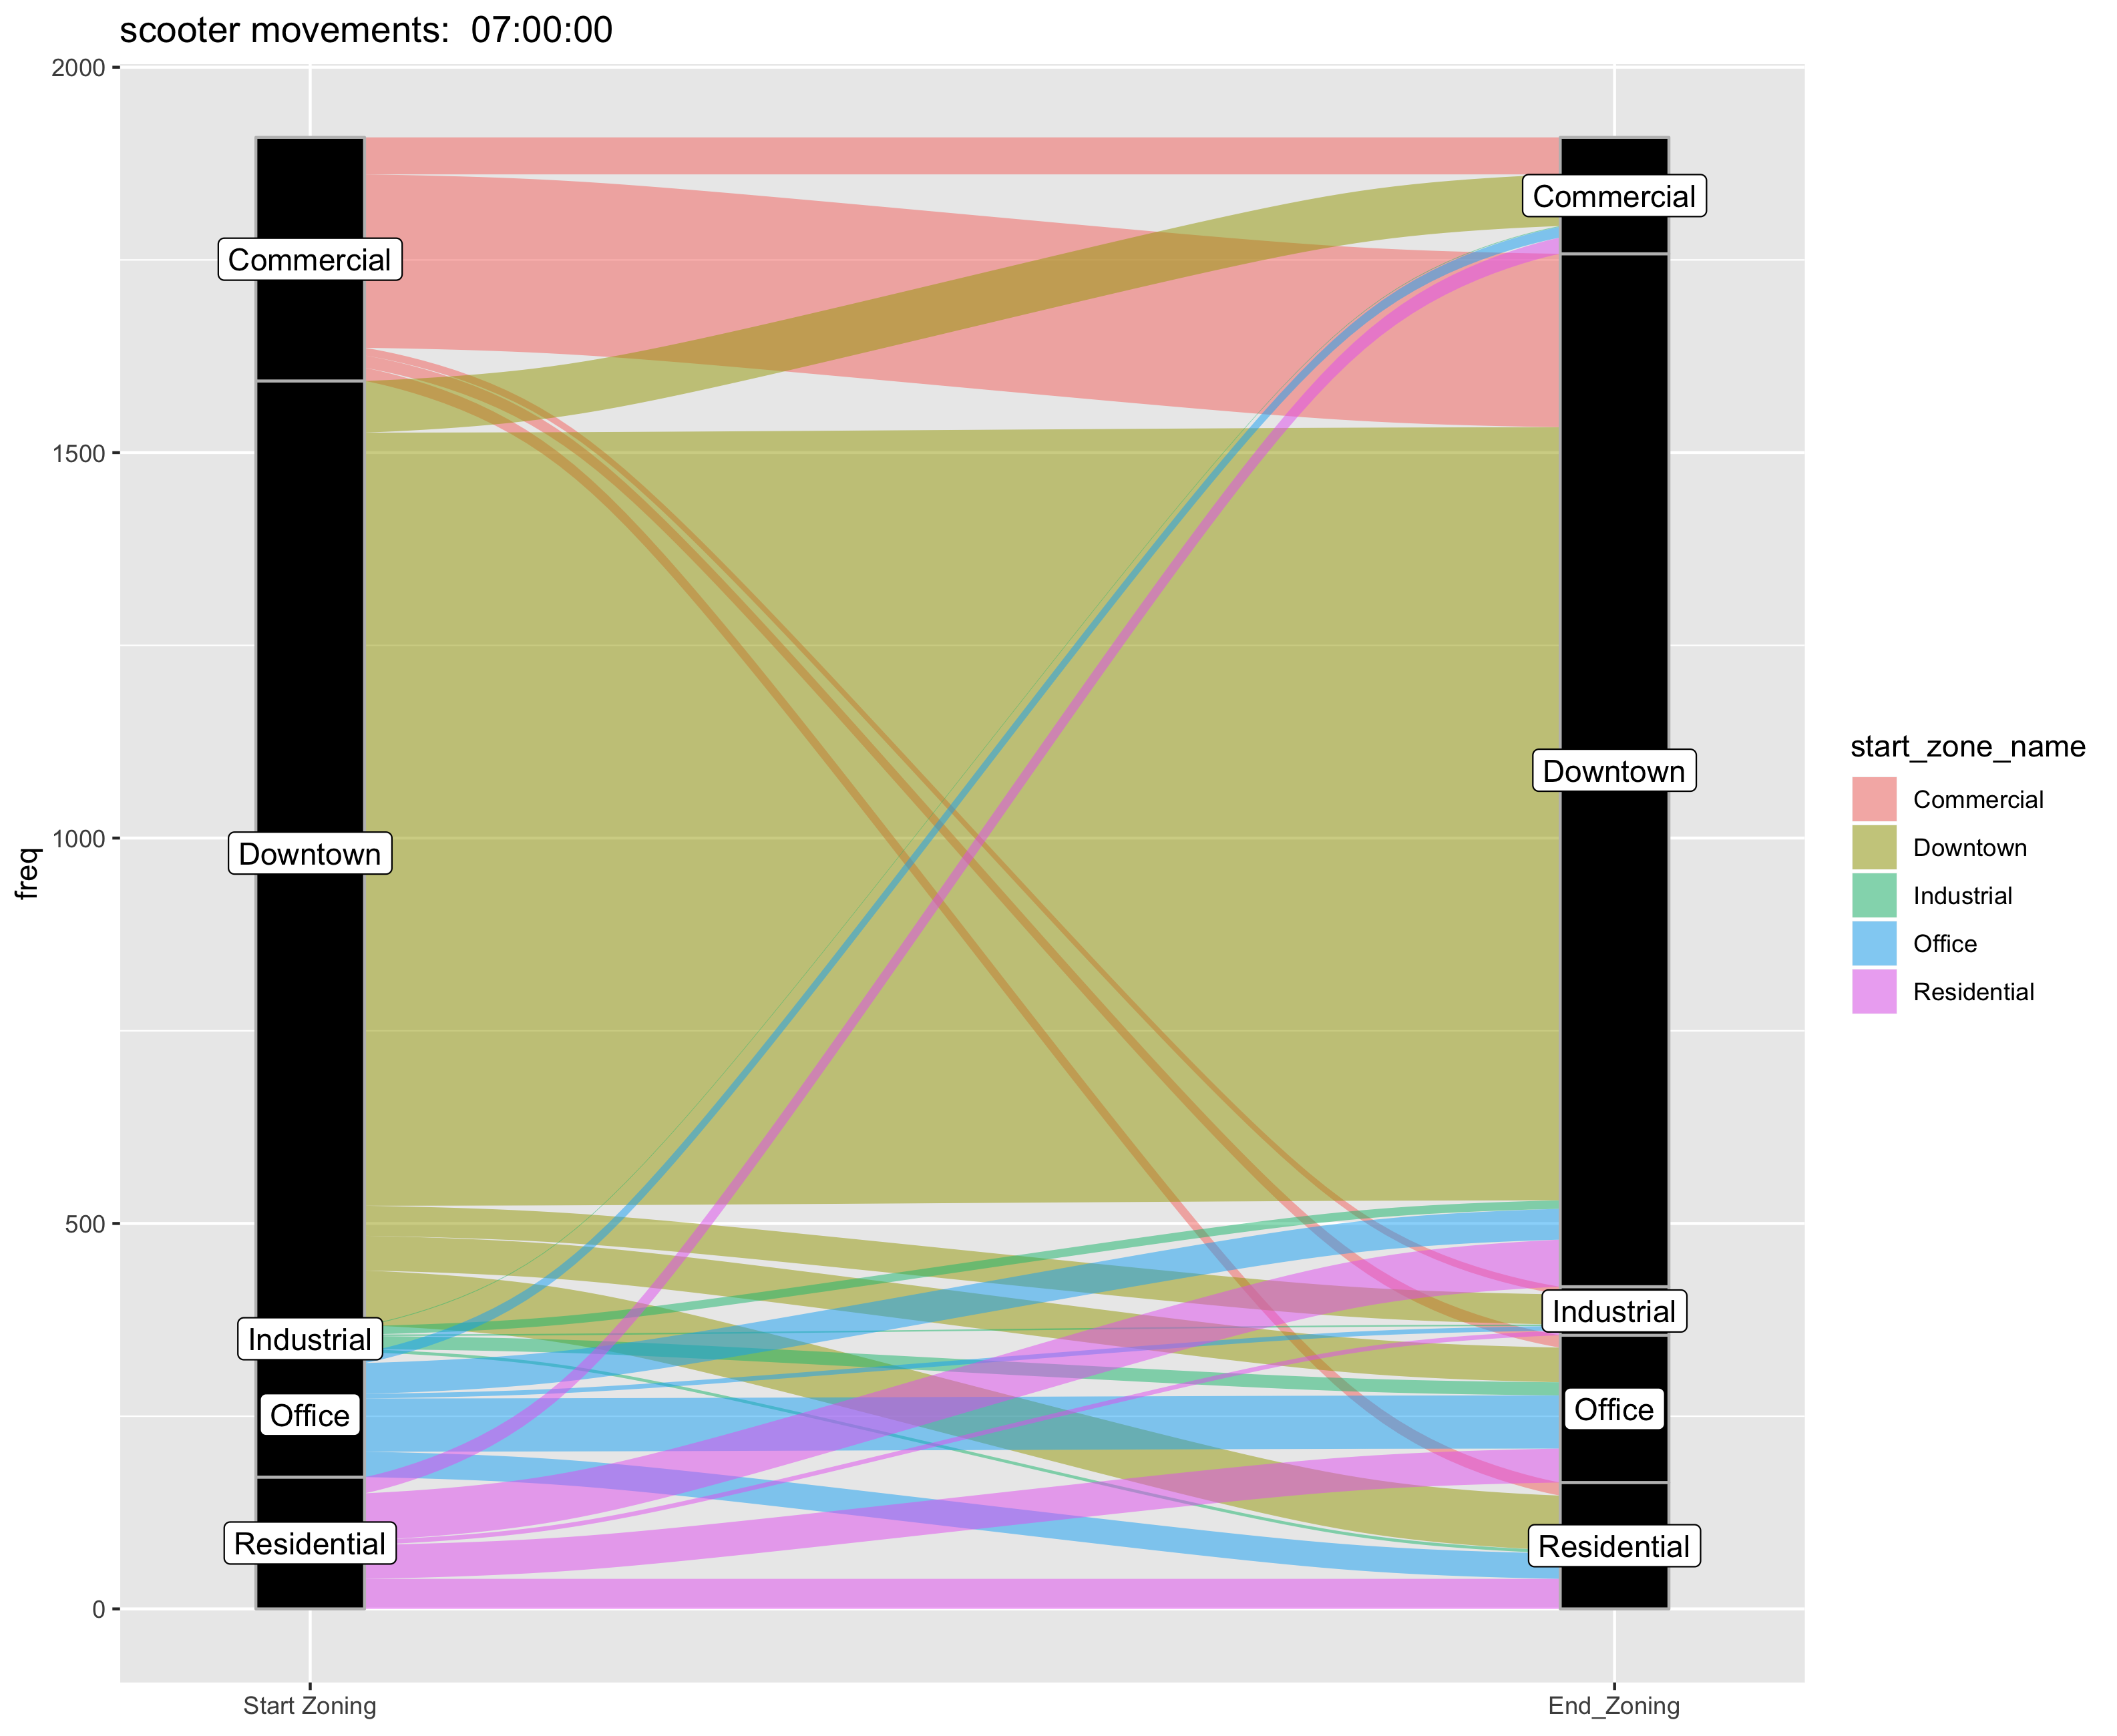 scooter movements:  07:00:00
2000
1500
1000
500
0
freq
Commercial
Downtown
Industrial
Office
Residential
Commercial
Downtown
Industrial
Office
Residential
Start Zoning
End_Zoning
start_zone_name
Commercial
Downtown
Industrial
Office
Residential